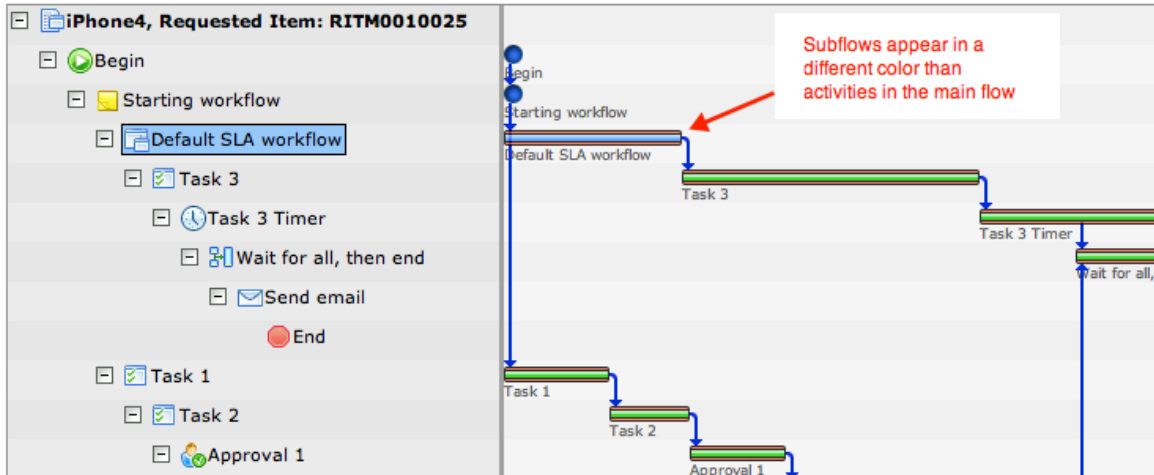 iPhone4, Requested Item: RITM0010025
Begin
Starting workflow
Default SLA workflow
Task 3
Task 3 Timer
Wait for all, then end
Send email
End
Task 1
Task 2
Approval 1
Subflows appear in a
different color than
activities in the main flow
Begin
Starting workflow
Default SLA workflow
Task 3
Task 3 Timer
Wait for all,
Task 1
Task 2
Approval 1